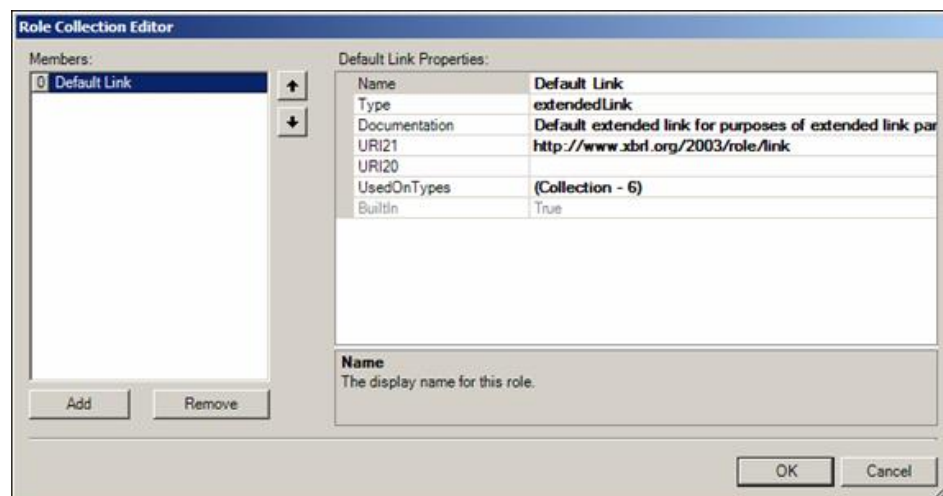 Role Collection Editor
Members:
0 Default Link
Add
Remove
Default Link Properties:
Name Default Link
Type extendedLink
Documentation Default extended link for purposes of extended link par
URI21 http://www.xbrl.org/2003/role/link
URI20
UsedOnTypes (Collection - 6)
BuiltIn True
Name
The display name for this role.
OK
Cancel